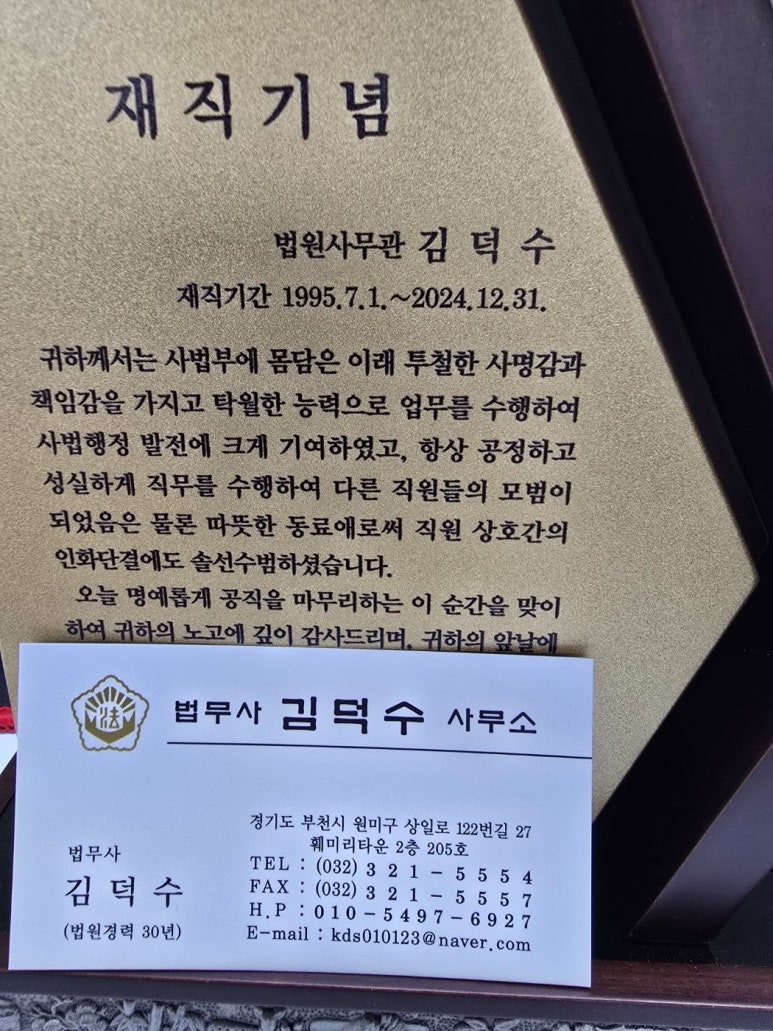 재직기념
법원사무관 김덕수
재직기간 1995.7.1.~2024.12.31.
귀하께서는 사법부에 몸담은 이래 투철한 사명감과
책임감을 가지고 탁월한 능력으로 업무를 수행하여
사법행정 발전에 크게 기여하였고, 항상 공정하고
성실하게 직무를 수행하여 다른 직원들의 모범이
되었음은 물론 따뜻한 동료애로써 직원 상호간의
인화단결에도 솔선수범하셨습니다.
오늘 명예롭게 공직을 마무리하는 이 순간을 맞이
하여 귀하의 노고에 깊이 감사드리며, 귀하의 앞날에
法
법무사 김덕수 사무소
경기도 부천시 원미구 상일로 122번길 27
훼미리타운 2층 205호
법무사
김덕수
(법원경력 30년)
TEL : (032) 321-5554
FAX : (032) 321-5557
H.P : 010-5497-6927
E-mail : kds010123@naver.com